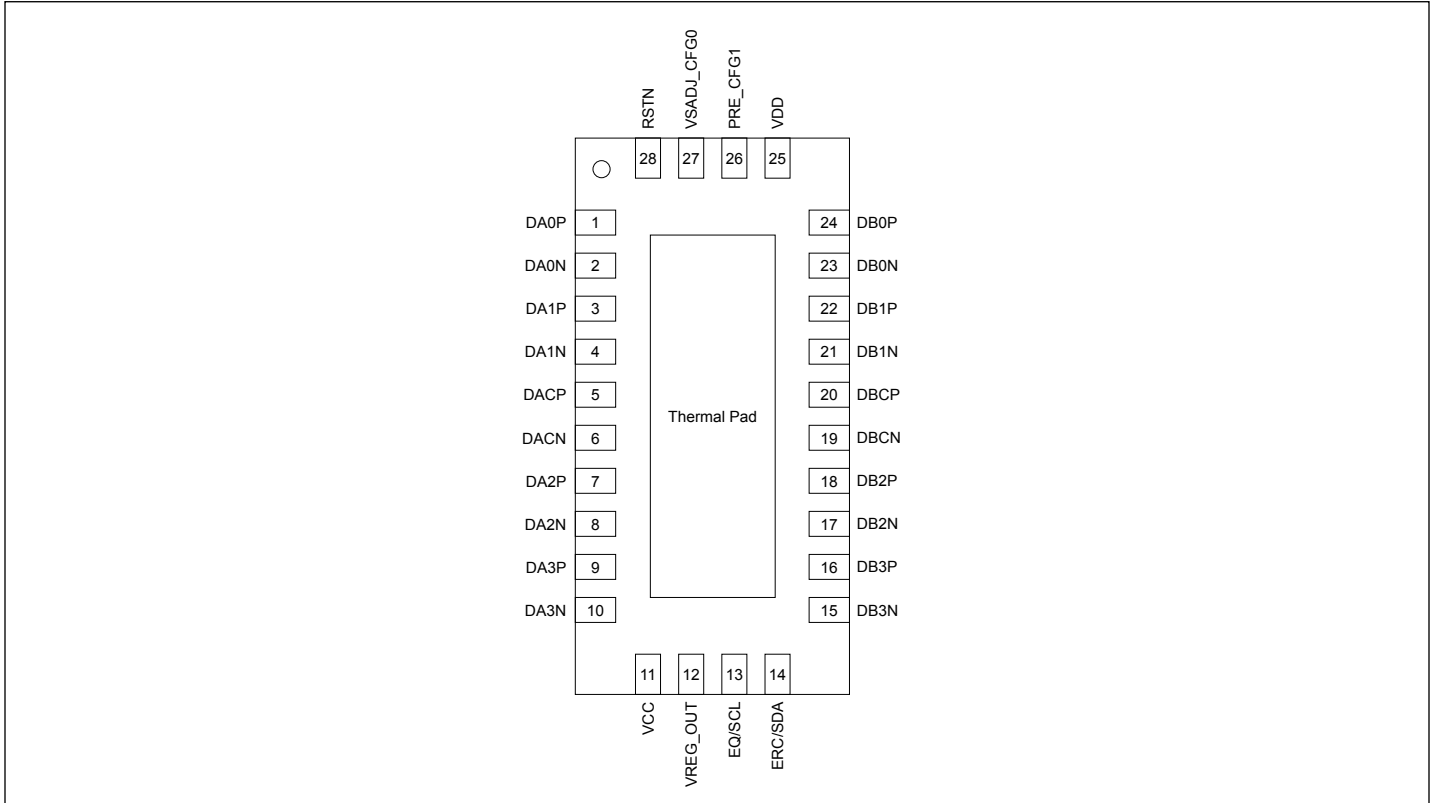 RSTN
VSADJ_CFG0
PRE_CFG1
VDD
28
27
26
25
DA0P 1
24 DB0P
DA0N 2
23 DB0N
DA1P 3
22 DB1P
DA1N 4
21 DB1N
DACP 5
20 DBCP
Thermal Pad
DACN 6
19 DBCN
DA2P 7
18 DB2P
DA2N 8
17 DB2N
DA3P 9
16 DB3P
DA3N 10
15 DB3N
11
12
13
14
VCC
VREG_OUT
EQ/SCL
ERC/SDA